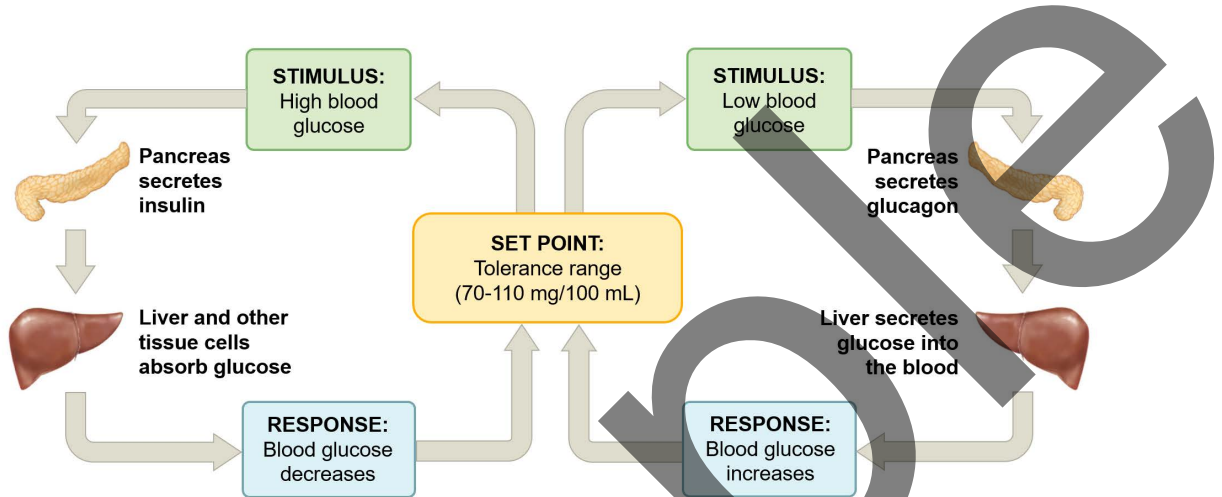 STIMULUS:
High blood
glucose
Pancreas
secretes
insulin
Liver and other
tissue cells
absorb glucose
RESPONSE:
Blood glucose
decreases
SET POINT:
Tolerance range
(70-110 mg/100 mL)
STIMULUS:
Low blood
glucose
Pancreas
secretes
glucagon
Liver secretes
glucose into
the blood
RESPONSE:
Blood glucose
increases
ple